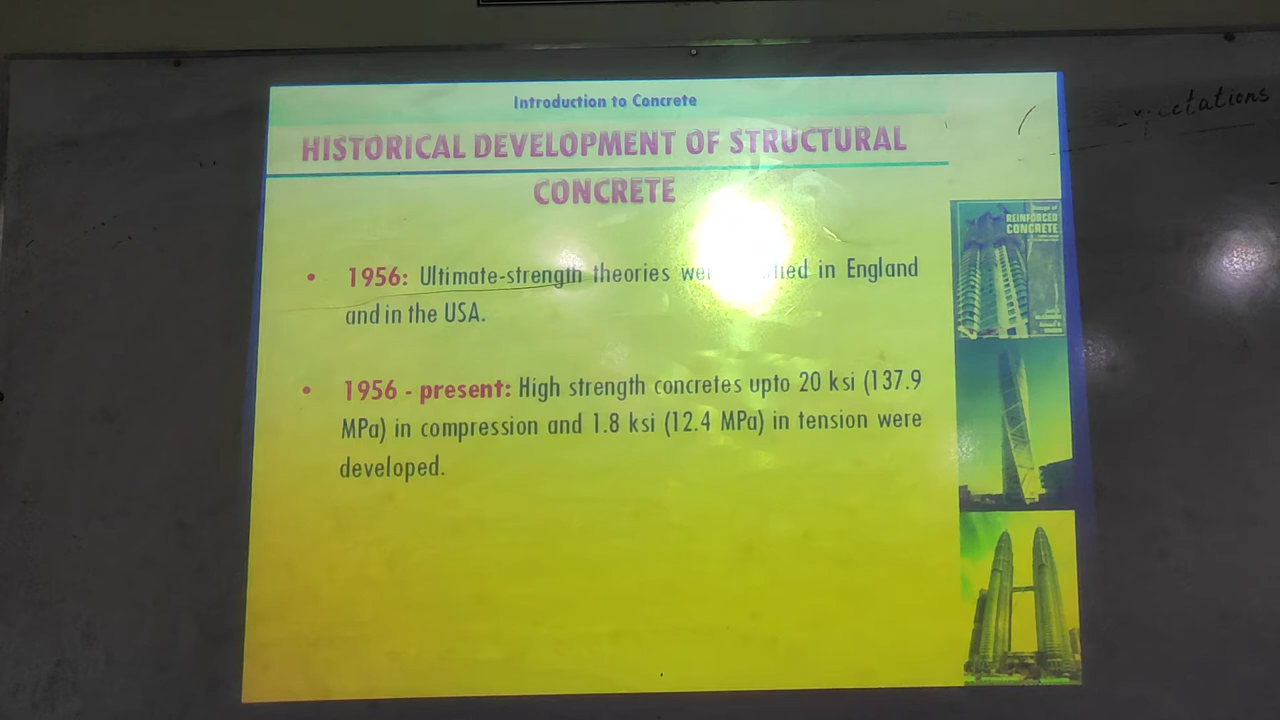 Introduction to Concrete
HISTORICAL DEVELOPMENT OF STRUCTURAL
CONCRETE
• 1956: Ultimate-strength theories in England
and in the USA.
• 1956 - present: High strength concretes upto 20 ksi (137.9
MPa) in compression and 1.8 ksi (12.4 MPa) in tension were
developed.
Design of
REINFORCED
CONCRETE